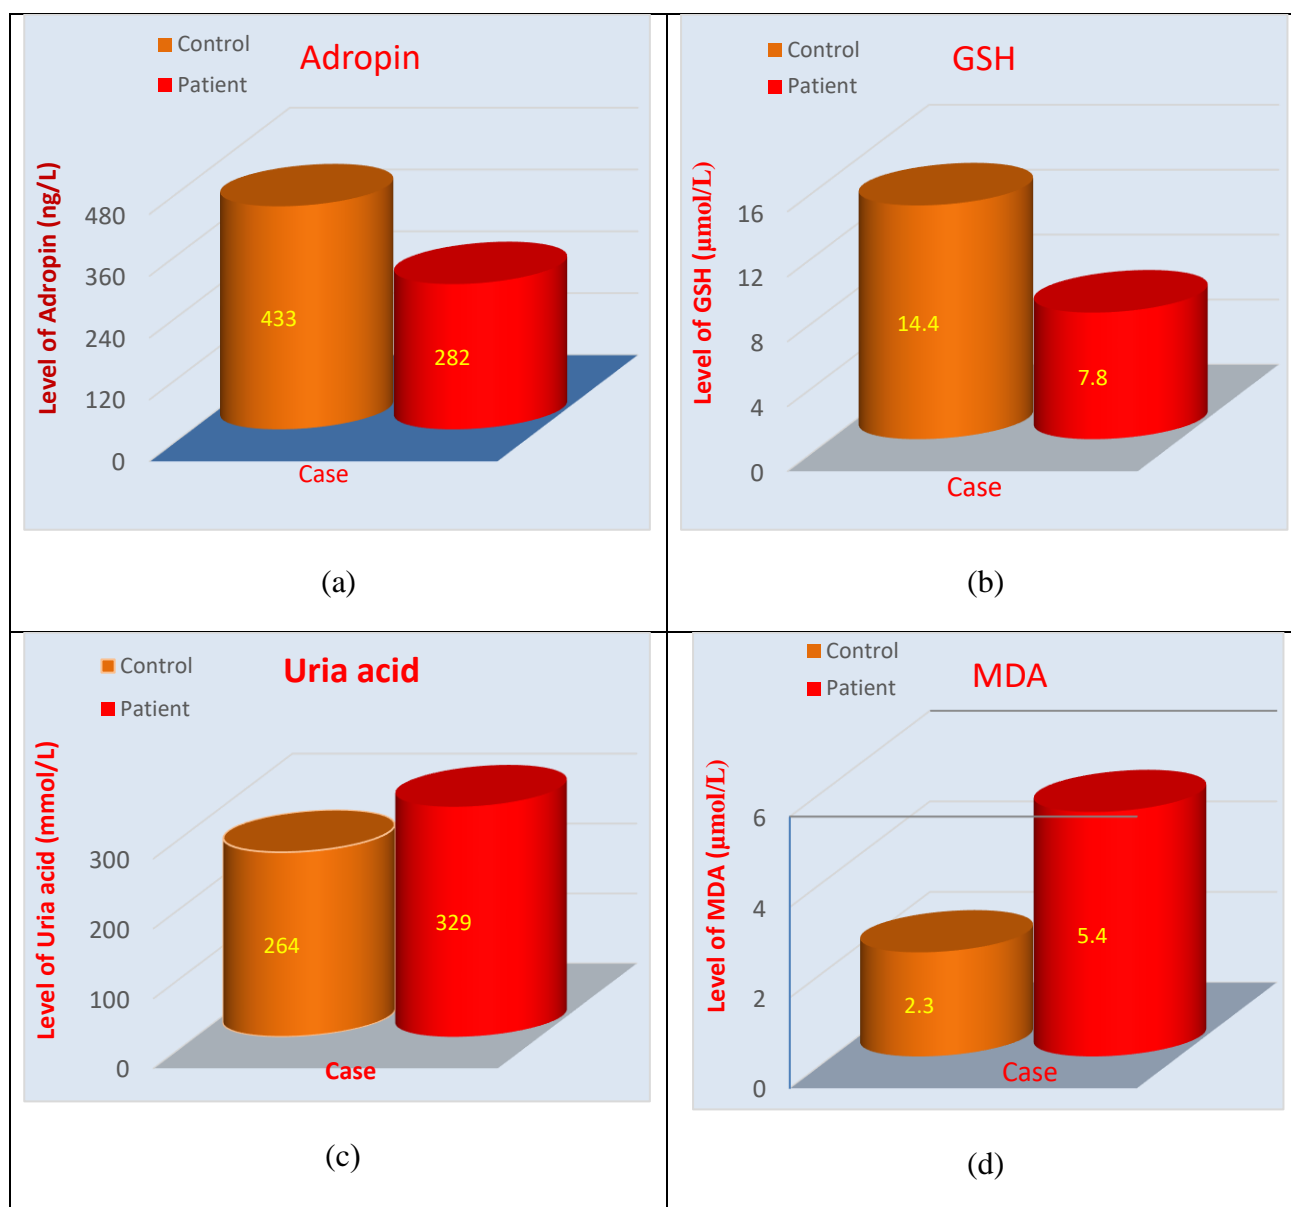 Control
Patient
Adropin
Level of Adropin (ng/L)
480
360
240
120
0
433
282
Case
(a)
Control
Patient
GSH
Level of GSH (μmol/L)
16
12
8
4
0
14.4
7.8
Case
(b)
Control
Patient
Uria acid
Level of Uria acid (mmol/L)
300
200
100
0
264
329
Case
(c)
Control
Patient
MDA
Level of MDA (μmol/L)
6
4
2
0
2.3
5.4
Case
(d)